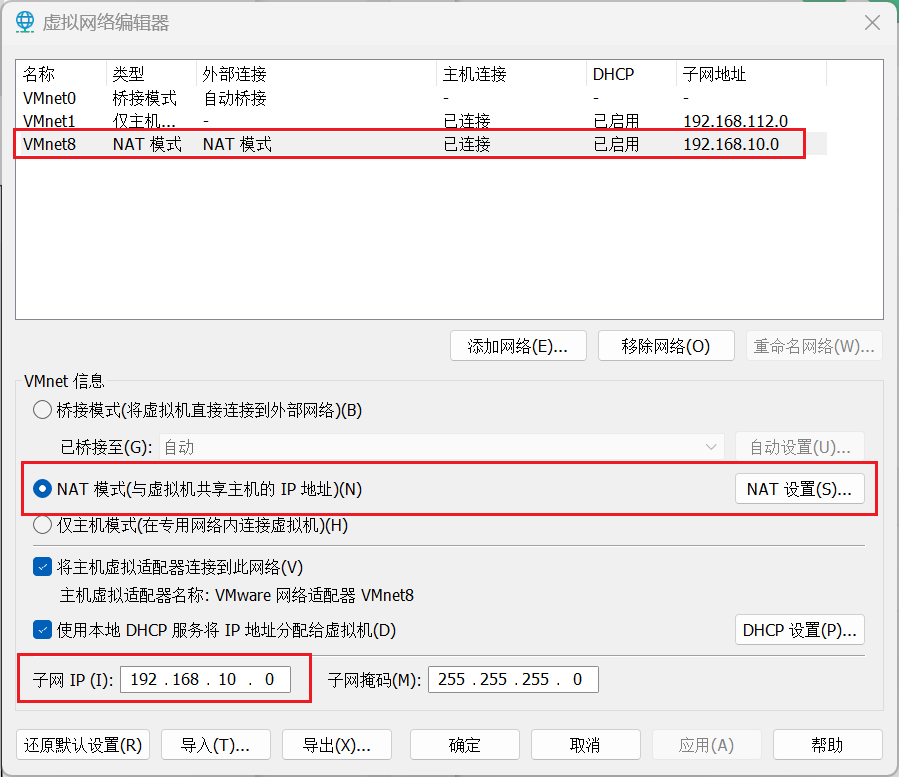 虚拟网络编辑器
名称 类型 外部连接 主机连接 DHCP 子网地址
VMnet0 桥接模式 自动桥接 - - -
VMnet1 仅主机... - 已连接 已启用 192.168.112.0
VMnet8 NAT 模式 NAT 模式 已连接 已启用 192.168.10.0
添加网络(E)... 移除网络(O) 重命名网络(W)...
VMnet 信息
桥接模式(将虚拟机直接连接到外部网络)(B)
已桥接至(G): 自动 自动设置(U)...
NAT 模式(与虚拟机共享主机的 IP 地址)(N) NAT 设置(S)...
仅主机模式(在专用网络内连接虚拟机)(H)
将主机虚拟适配器连接到此网络(V)
主机虚拟适配器名称: VMware 网络适配器 VMnet8
使用本地 DHCP 服务将 IP 地址分配给虚拟机(D) DHCP 设置(P)...
子网 IP (I): 192 . 168 . 10 . 0 子网掩码(M): 255 . 255 . 255 . 0
还原默认设置(R) 导入(T)... 导出(X)... 确定 取消 应用(A) 帮助